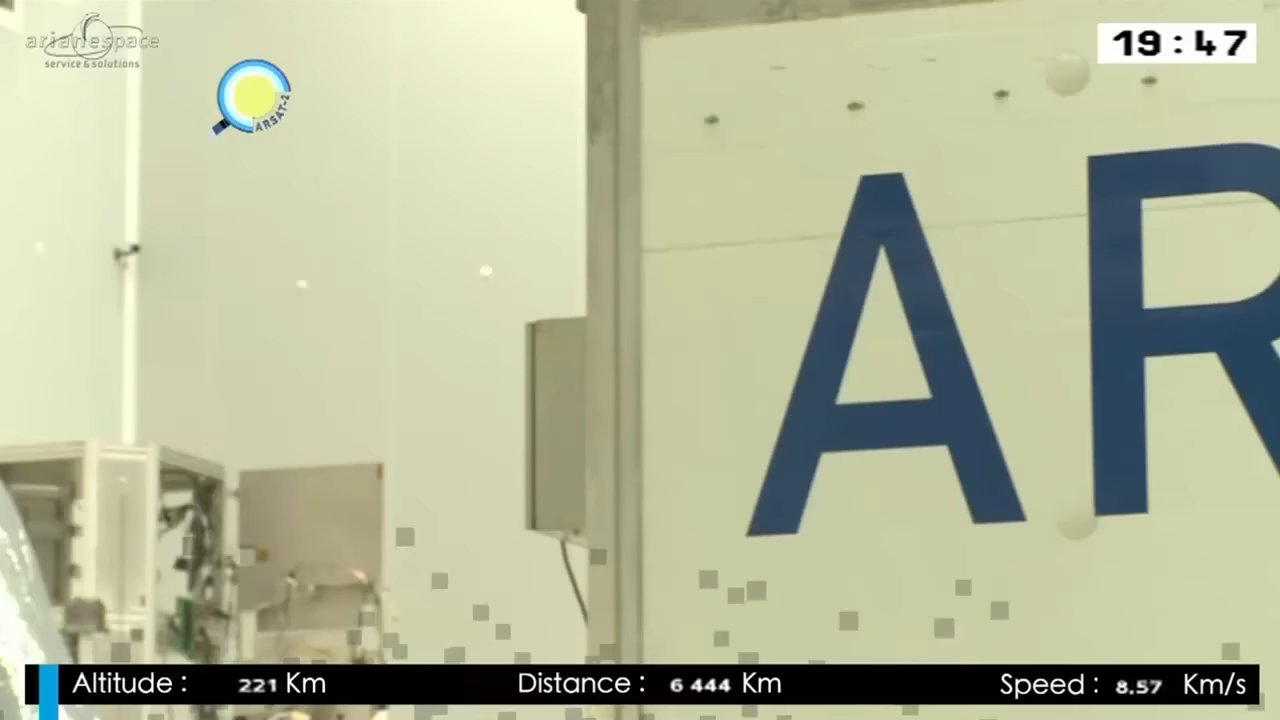 arianespace
service & solutions
ARSAT-2
19:47
AR
Altitude : 221 Km Distance : 6 444 Km Speed : 8.57 Km/s